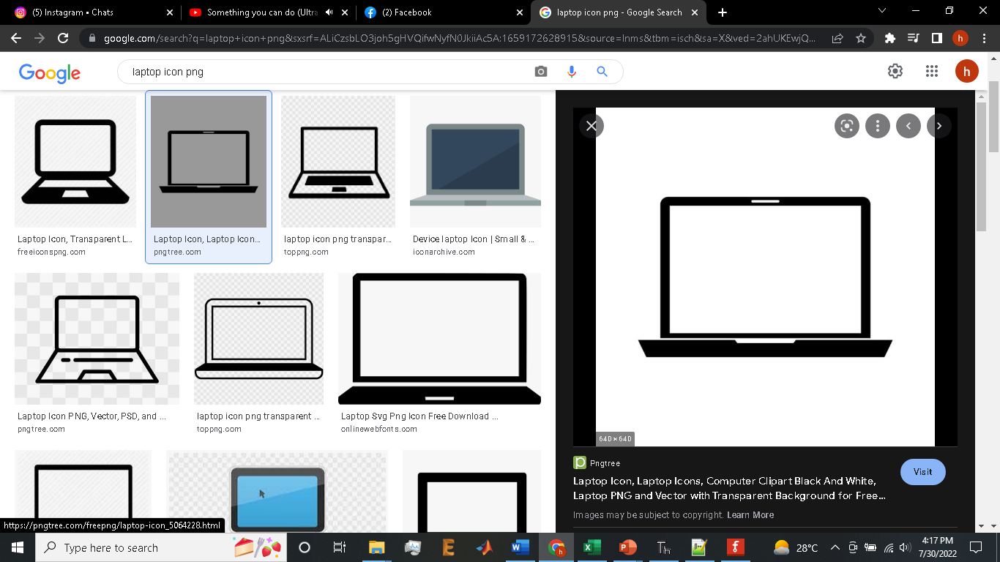 (5) Instagram • Chats
Something you can do (Ultra
(2) Facebook
laptop icon png - Google Search
google.com/search?q=laptop+icon+png&sxsrf=ALiCzsbLO3joh5gHVQifwNyfN0JkiiAc5A:1659172628915&source=lnms&tbm=isch&sa=X&ved=2ahUKEwjQ...
h
Google
laptop icon png
h
Laptop Icon, Transparent L...
freeiconspng.com
Laptop Icon, Laptop Icon...
pngtree.com
laptop icon png transpar...
toppng.com
Device laptop Icon | Small & ...
iconarchive.com
Laptop Icon PNG, Vector, PSD, and ...
pngtree.com
laptop icon png transparent ...
toppng.com
Laptop Svg Png Icon Free Download ...
onlinewebfonts.com
640 × 640
Pngtree
Laptop Icon, Laptop Icons, Computer Clipart Black And White,
Laptop PNG and Vector with Transparent Background for Free...
Visit
Images may be subject to copyright. Learn More
https://pngtree.com/freepng/laptop-icon_5064228.html
Type here to search
28°C
4:17 PM
7/30/2022